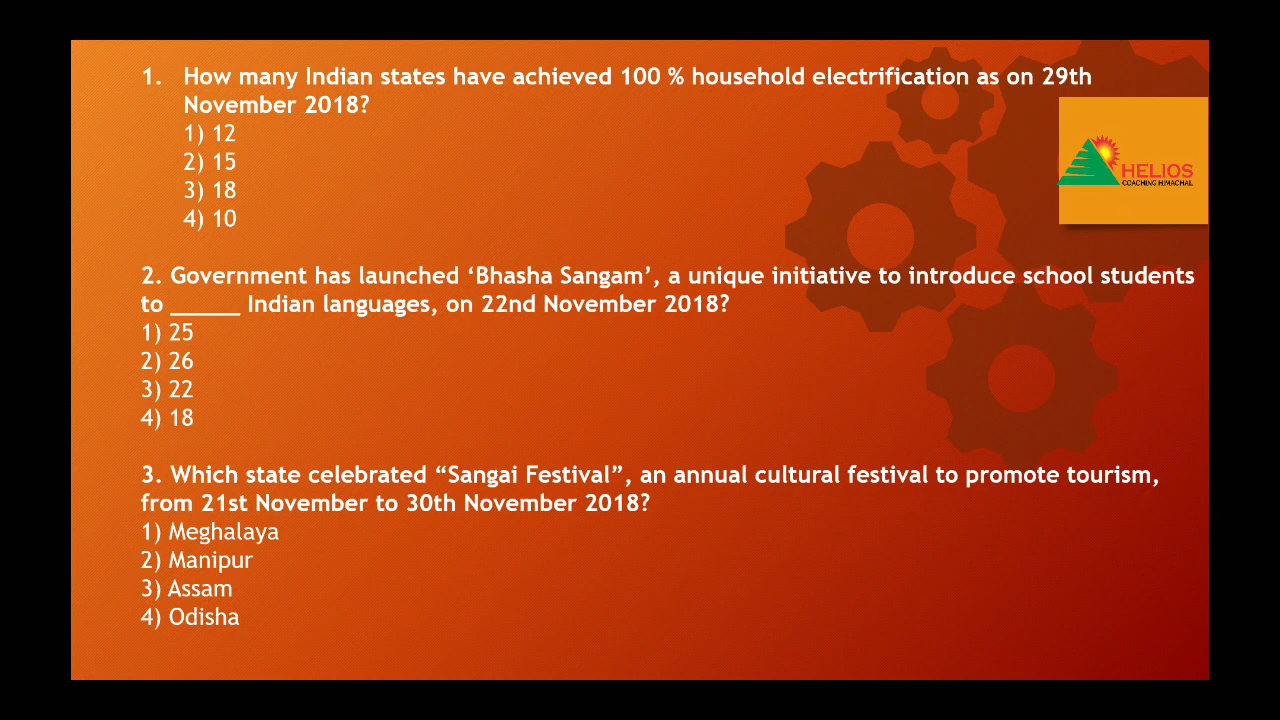 1. How many Indian states have achieved 100 % household electrification as on 29th
November 2018?
1) 12
2) 15
3) 18
4) 10
HELIOS
COACHING HIMACHAL
2. Government has launched ‘Bhasha Sangam’, a unique initiative to introduce school students
to ______ Indian languages, on 22nd November 2018?
1) 25
2) 26
3) 22
4) 18
3. Which state celebrated “Sangai Festival”, an annual cultural festival to promote tourism,
from 21st November to 30th November 2018?
1) Meghalaya
2) Manipur
3) Assam
4) Odisha